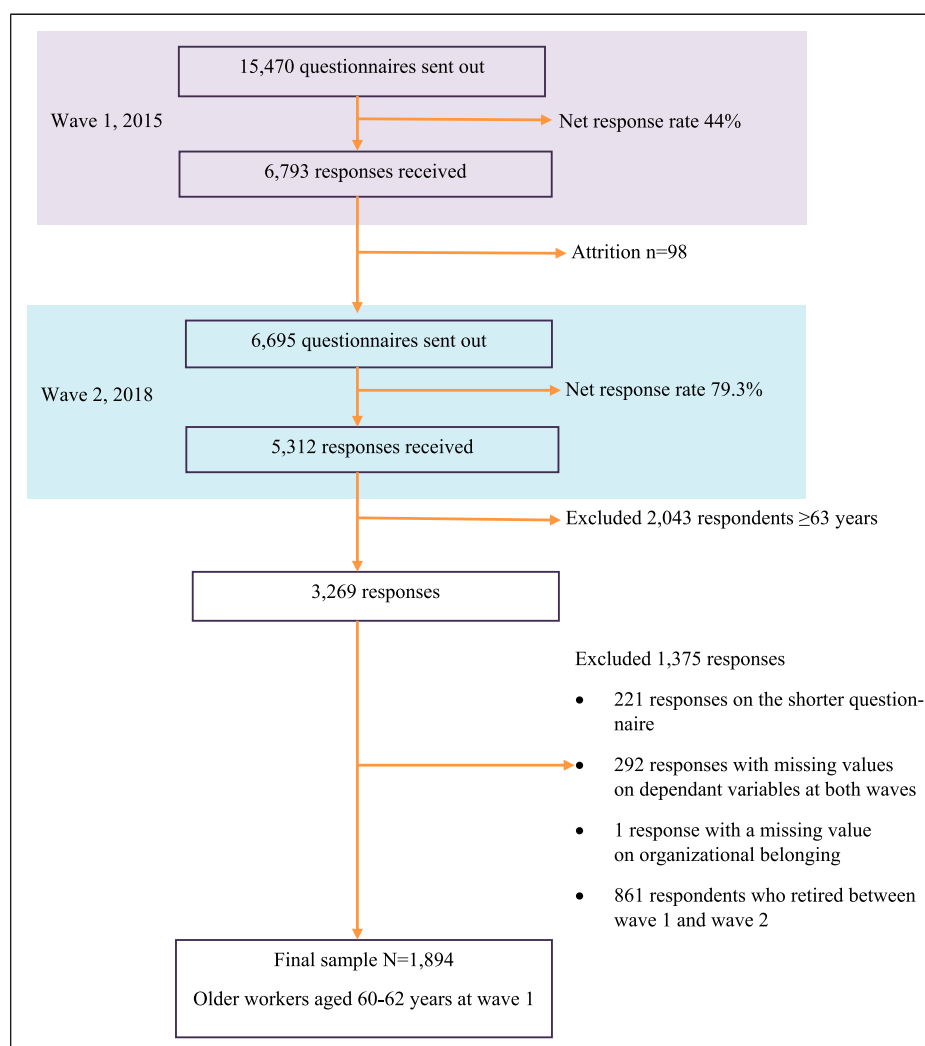 15,470 questionnaires sent out
Wave 1, 2015
Net response rate 44%
6,793 responses received
Attrition n=98
6,695 questionnaires sent out
Wave 2, 2018
Net response rate 79.3%
5,312 responses received
Excluded 2,043 respondents ≥63 years
3,269 responses
Excluded 1,375 responses
• 221 responses on the shorter question-
naire
• 292 responses with missing values
on dependant variables at both waves
• 1 response with a missing value
on organizational belonging
• 861 respondents who retired between
wave 1 and wave 2
Final sample N=1,894
Older workers aged 60-62 years at wave 1